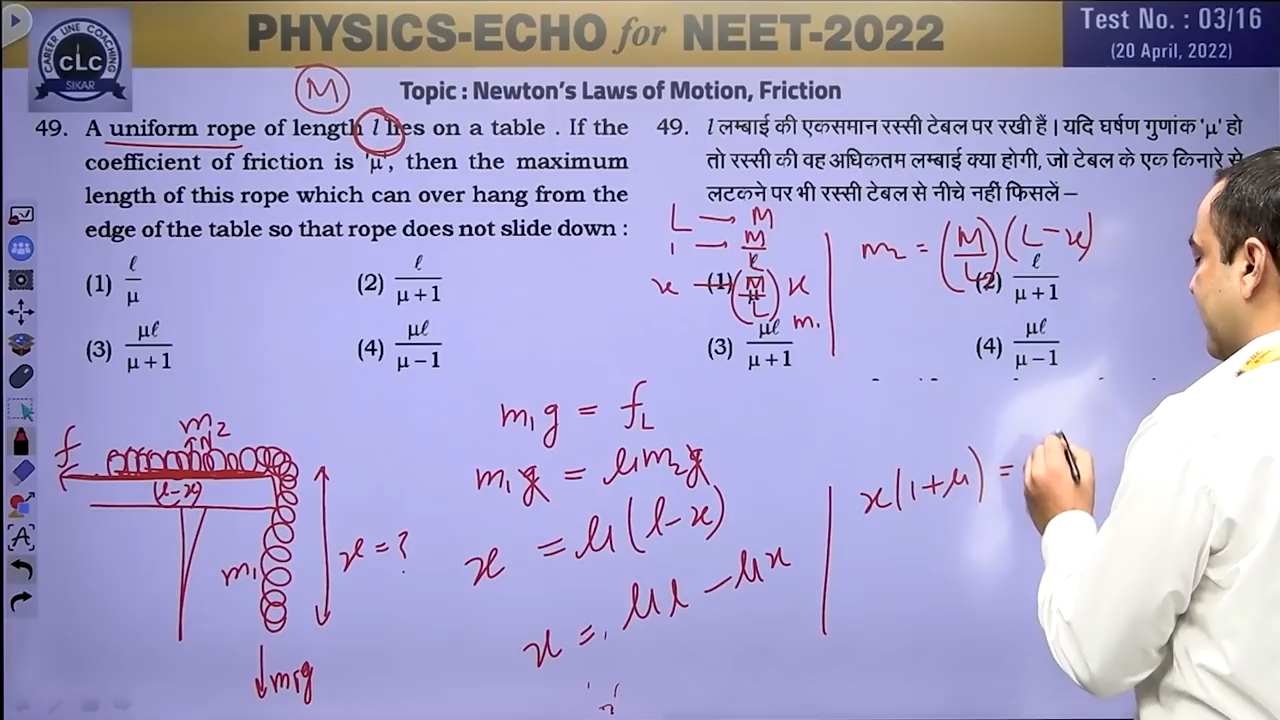 CAREER LINE COACHING
CLC
SIKAR
PHYSICS-ECHO for NEET-2022
Test No. : 03/16
(20 April, 2022)
M
Topic : Newton's Laws of Motion, Friction
49. A uniform rope of length l lies on a table . If the
coefficient of friction is 'μ', then the maximum
length of this rope which can over hang from the
edge of the table so that rope does not slide down :
(1) ℓ/μ
(2) ℓ/(μ+1)
(3) μℓ/(μ+1)
(4) μℓ/(μ−1)
49. l लम्बाई की एकसमान रस्सी टेबल पर रखी हैं। यदि घर्षण गुणांक 'μ' हो
तो रस्सी की वह अधिकतम लम्बाई क्या होगी, जो टेबल के एक किनारे से
लटकने पर भी रस्सी टेबल से नीचे नहीं फिसलें –
(1)
(2) ℓ/(μ+1)
(3) μℓ/(μ+1)
(4) μℓ/(μ−1)
L → M
1 → M/L
x → (M/L) x
m1
m2 = (M/L)(L-x)
f
m2
N
(l-x)
m1
x = ?
↓m1g
m1g = fL
m1g = μm2g
x = μ(l-x)
x = μl - μx
x(1+μ) =